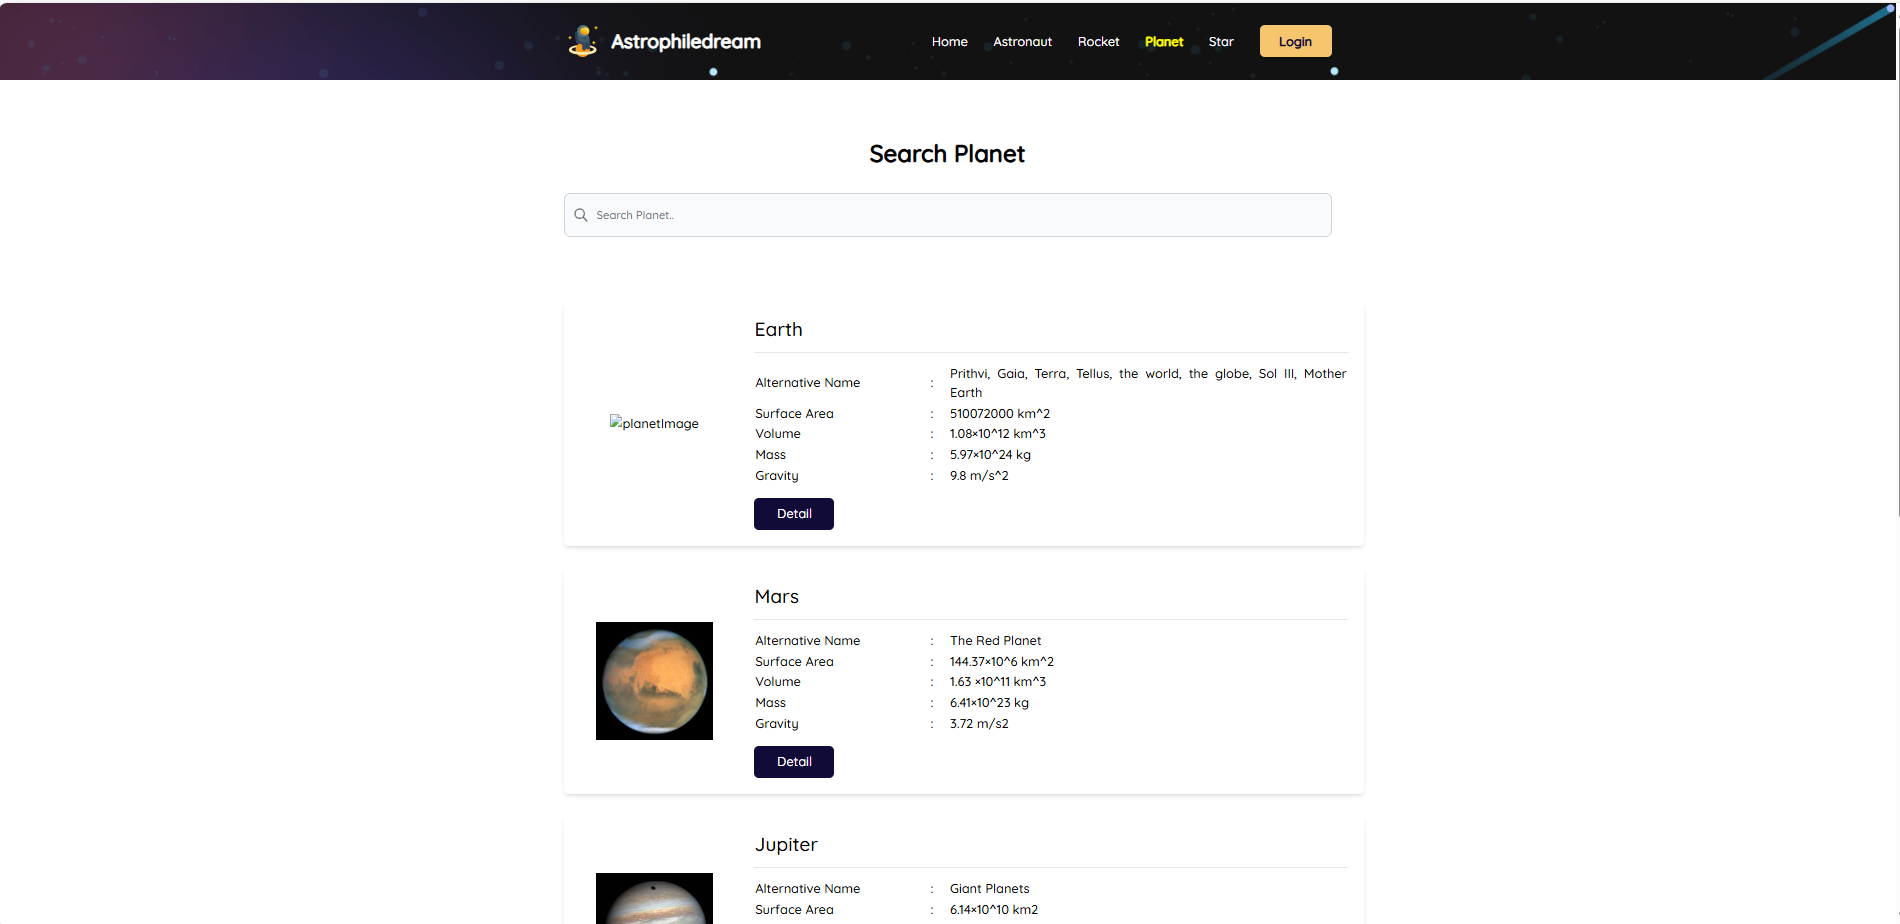 Astrophiledream
Home Astronaut Rocket Planet Star Login
Search Planet
Search Planet..
Earth
Alternative Name : Prithvi, Gaia, Terra, Tellus, the world, the globe, Sol III, Mother
Earth
Surface Area : 510072000 km^2
Volume : 1.08×10^12 km^3
Mass : 5.97×10^24 kg
Gravity : 9.8 m/s^2
planetImage
Detail
Mars
Alternative Name : The Red Planet
Surface Area : 144.37×10^6 km^2
Volume : 1.63 ×10^11 km^3
Mass : 6.41×10^23 kg
Gravity : 3.72 m/s2
Detail
Jupiter
Alternative Name : Giant Planets
Surface Area : 6.14×10^10 km2